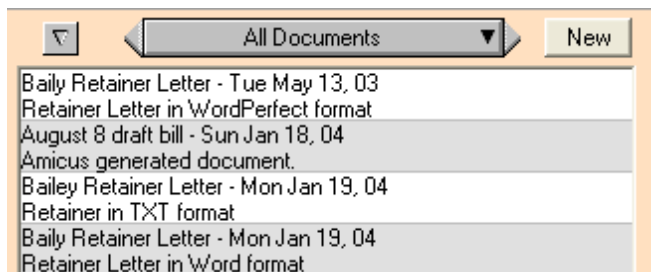 All Documents
New
Baily Retainer Letter - Tue May 13, 03
Retainer Letter in WordPerfect format
August 8 draft bill - Sun Jan 18, 04
Amicus generated document.
Bailey Retainer Letter - Mon Jan 19, 04
Retainer in TXT format
Baily Retainer Letter - Mon Jan 19, 04
Retainer Letter in Word format